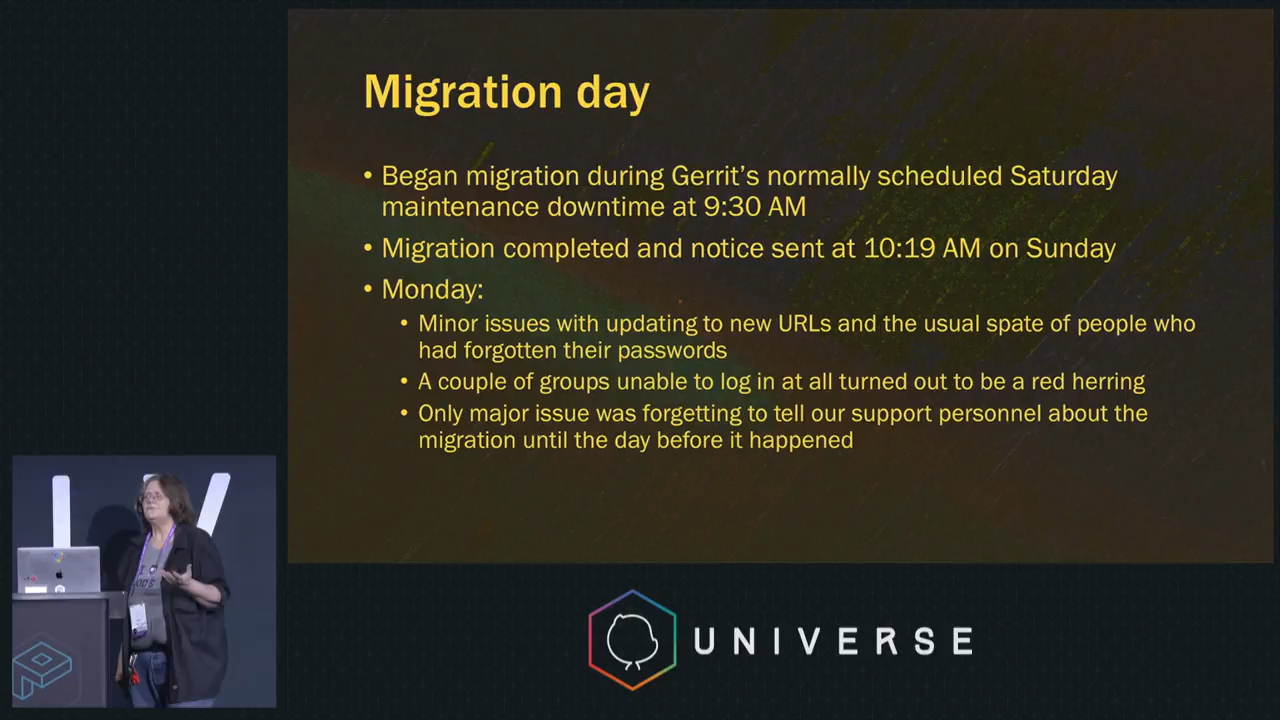 Migration day
• Began migration during Gerrit's normally scheduled Saturday
maintenance downtime at 9:30 AM
• Migration completed and notice sent at 10:19 AM on Sunday
• Monday:
• Minor issues with updating to new URLs and the usual spate of people who
had forgotten their passwords
• A couple of groups unable to log in at all turned out to be a red herring
• Only major issue was forgetting to tell our support personnel about the
migration until the day before it happened
UNIVERSE